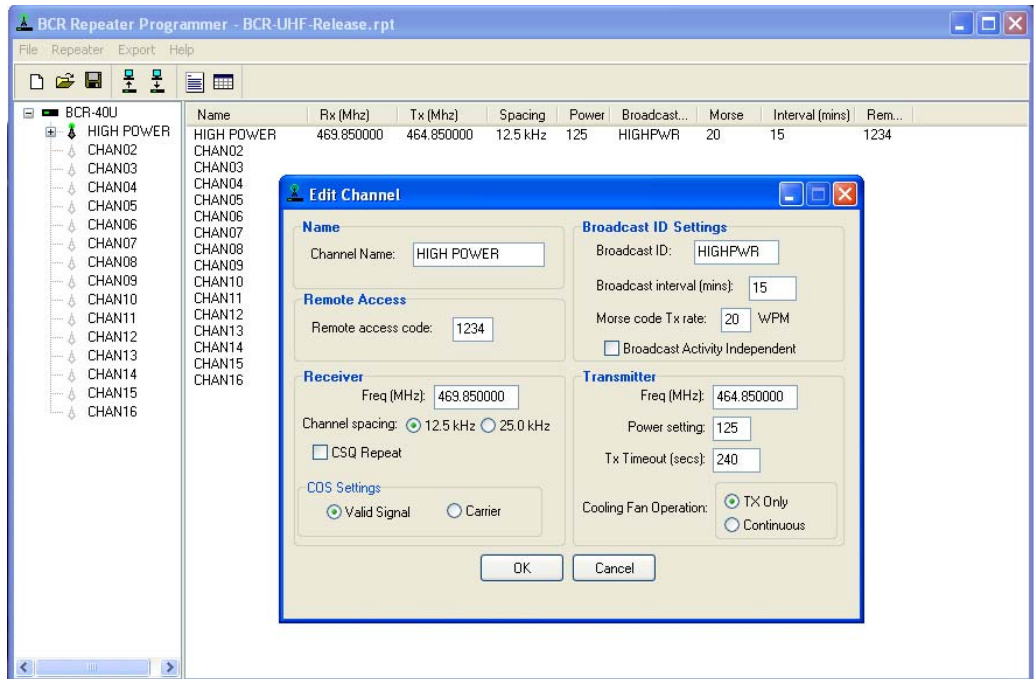 BCR Repeater Programmer - BCR-UHF-Release.rpt
File Repeater Export Help
BCR-40U
HIGH POWER
CHAN02
CHAN03
CHAN04
CHAN05
CHAN06
CHAN07
CHAN08
CHAN09
CHAN10
CHAN11
CHAN12
CHAN13
CHAN14
CHAN15
CHAN16
Name Rx (Mhz) Tx (Mhz) Spacing Power Broadcast... Morse Interval (mins) Rem...
HIGH POWER 469.850000 464.850000 12.5 kHz 125 HIGHPWR 20 15 1234
CHAN02
CHAN03
CHAN04
CHAN05
CHAN06
CHAN07
CHAN08
CHAN09
CHAN10
CHAN11
CHAN12
CHAN13
CHAN14
CHAN15
CHAN16
Edit Channel
Name
Channel Name: HIGH POWER
Remote Access
Remote access code: 1234
Broadcast ID Settings
Broadcast ID: HIGHPWR
Broadcast interval (mins): 15
Morse code Tx rate: 20 WPM
Broadcast Activity Independent
Receiver
Freq (MHz): 469.850000
Channel spacing: 12.5 kHz 25.0 kHz
CSQ Repeat
COS Settings
Valid Signal Carrier
Transmitter
Freq (MHz): 464.850000
Power setting: 125
Tx Timeout (secs): 240
Cooling Fan Operation: TX Only
Continuous
OK Cancel